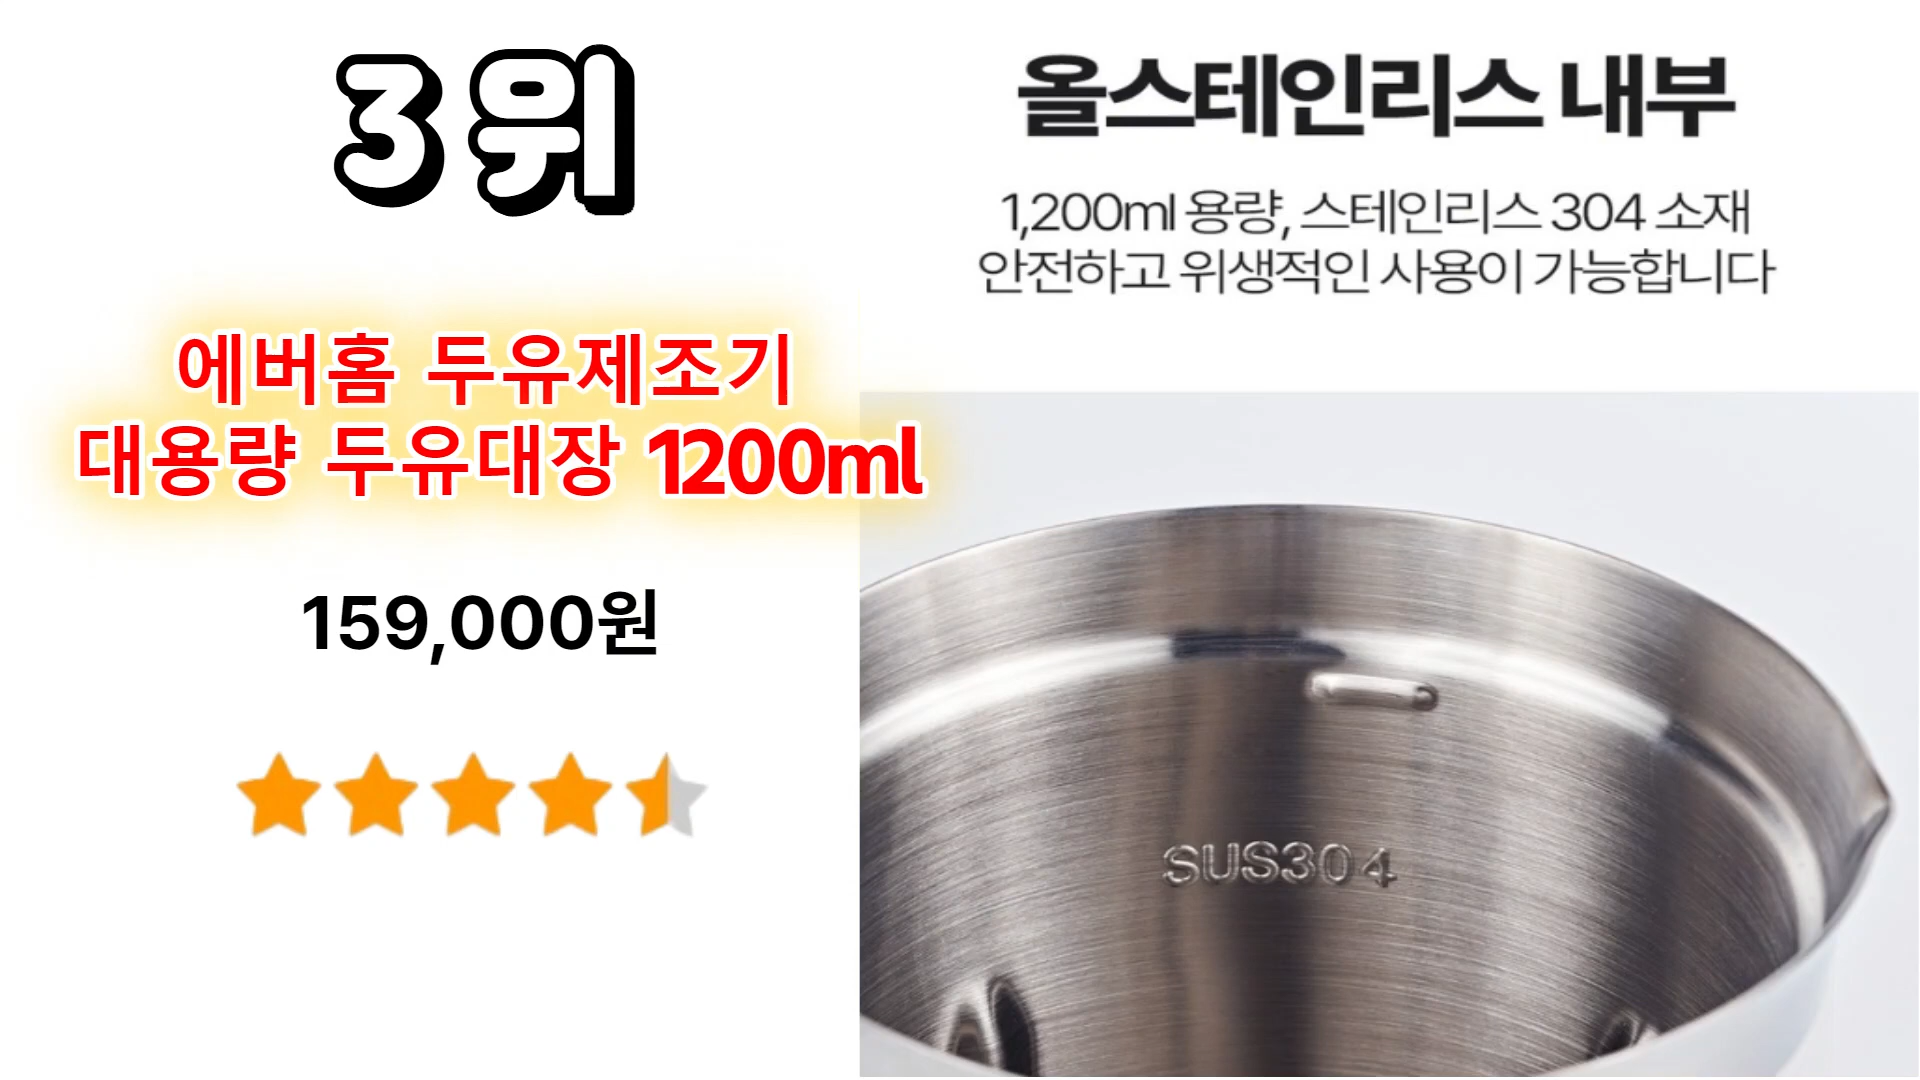 3위
에버홈 두유제조기
대용량 두유대장 1200ml
159,000원
올스테인리스 내부
1,200ml 용량, 스테인리스 304 소재
안전하고 위생적인 사용이 가능합니다
SUS304